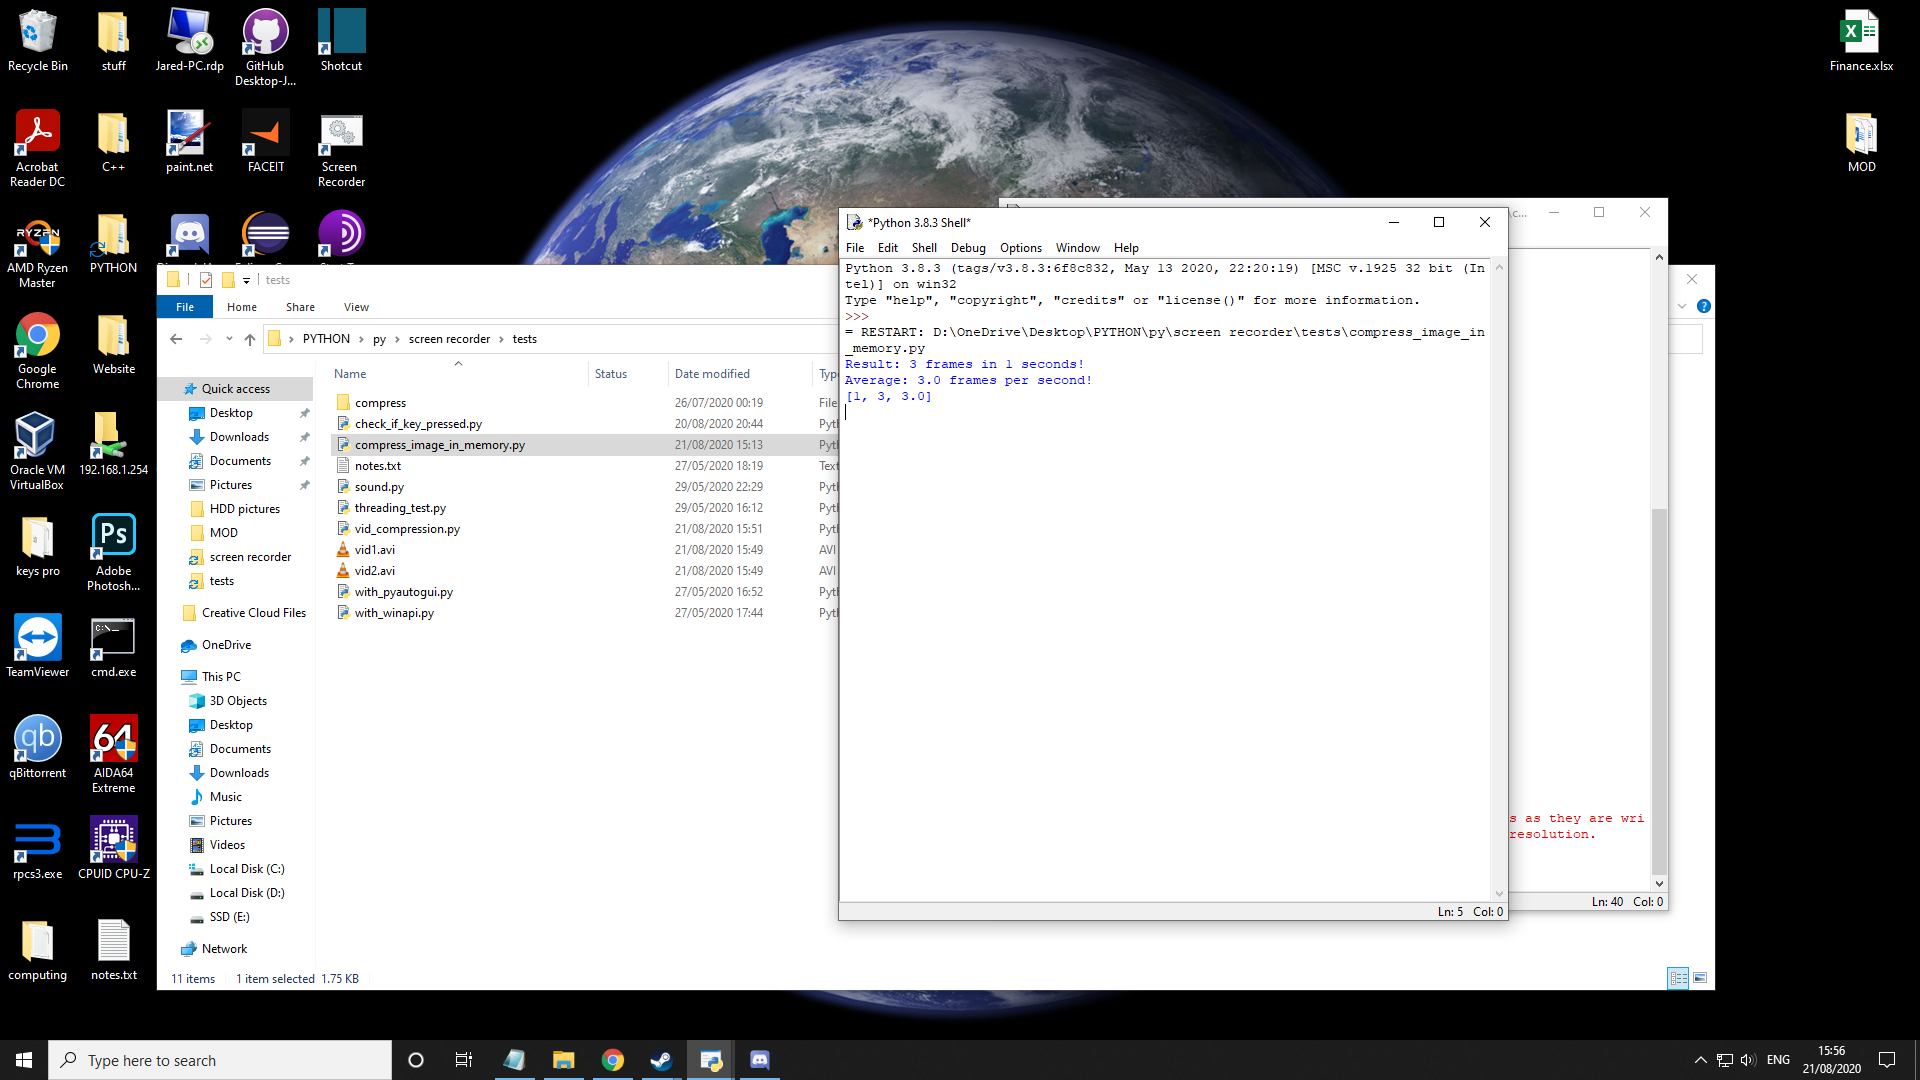 Recycle Bin
stuff
Jared-PC.rdp
GitHub
Desktop-J...
Shotcut
Finance.xlsx
Acrobat
Reader DC
C++
paint.net
FACEIT
Screen
Recorder
MOD
RYZEN
AMD Ryzen
Master
PYTHON
Google
Chrome
Website
Oracle VM
VirtualBox
192.168.1.254
keys pro
Ps
Adobe
Photosh...
TeamViewer
C:\_
cmd.exe
qb
qBittorrent
64
AIDA64
Extreme
rpcs3.exe
CPUID CPU-Z
computing
notes.txt
tests
File
Home
Share
View
PYTHON
py
screen recorder
tests
Name
Status
Date modified
Quick access
Desktop
Downloads
Documents
Pictures
HDD pictures
MOD
screen recorder
tests
Creative Cloud Files
OneDrive
This PC
3D Objects
Desktop
Documents
Downloads
Music
Pictures
Videos
Local Disk (C:)
Local Disk (D:)
SSD (E:)
Network
compress 26/07/2020 00:19 File
check_if_key_pressed.py 20/08/2020 20:44
compress_image_in_memory.py 21/08/2020 15:13
notes.txt 27/05/2020 18:19
sound.py 29/05/2020 22:29
threading_test.py 29/05/2020 16:12
vid_compression.py 21/08/2020 15:51
vid1.avi 21/08/2020 15:49 AVI
vid2.avi 21/08/2020 15:49 AVI
with_pyautogui.py 27/05/2020 16:52
with_winapi.py 27/05/2020 17:44
11 items 1 item selected 1.75 KB
*Python 3.8.3 Shell*
File Edit Shell Debug Options Window Help
Python 3.8.3 (tags/v3.8.3:6f8c832, May 13 2020, 22:20:19) [MSC v.1925 32 bit (In
tel)] on win32
Type "help", "copyright", "credits" or "license()" for more information.
>>>
= RESTART: D:\OneDrive\Desktop\PYTHON\py\screen recorder\tests\compress_image_in
_memory.py
Result: 3 frames in 1 seconds!
Average: 3.0 frames per second!
[1, 3, 3.0]
Ln: 5 Col: 0
\c...
s as they are wri
resolution.
Ln: 40 Col: 0
Type here to search
ENG
15:56
21/08/2020